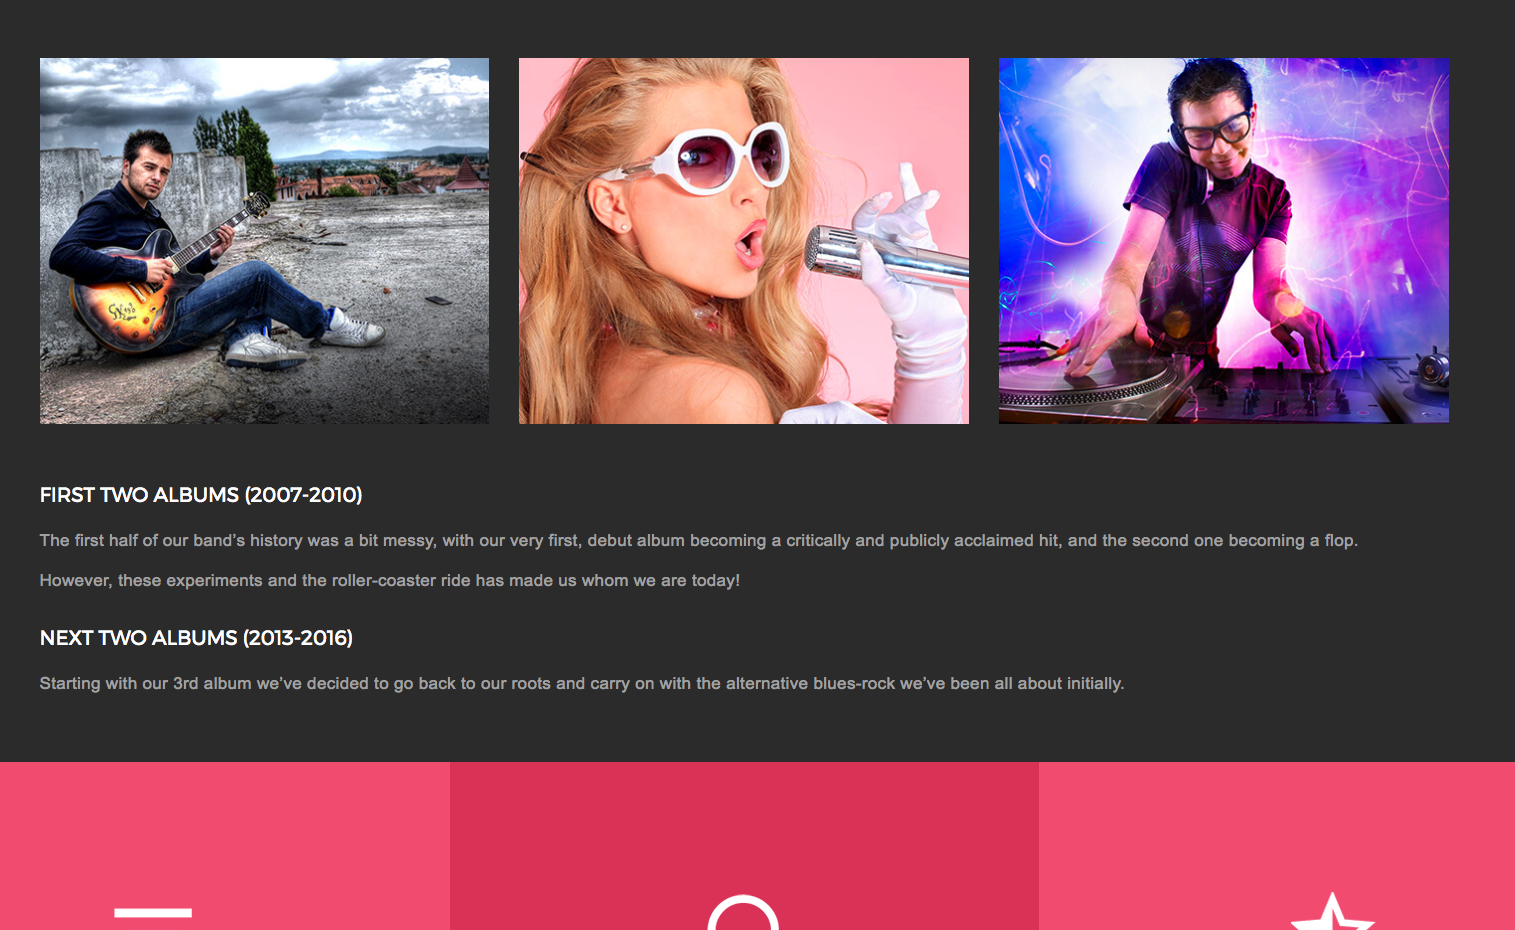 FIRST TWO ALBUMS (2007-2010)
The first half of our band’s history was a bit messy, with our very first, debut album becoming a critically and publicly acclaimed hit, and the second one becoming a flop.
However, these experiments and the roller-coaster ride has made us whom we are today!
NEXT TWO ALBUMS (2013-2016)
Starting with our 3rd album we’ve decided to go back to our roots and carry on with the alternative blues-rock we’ve been all about initially.